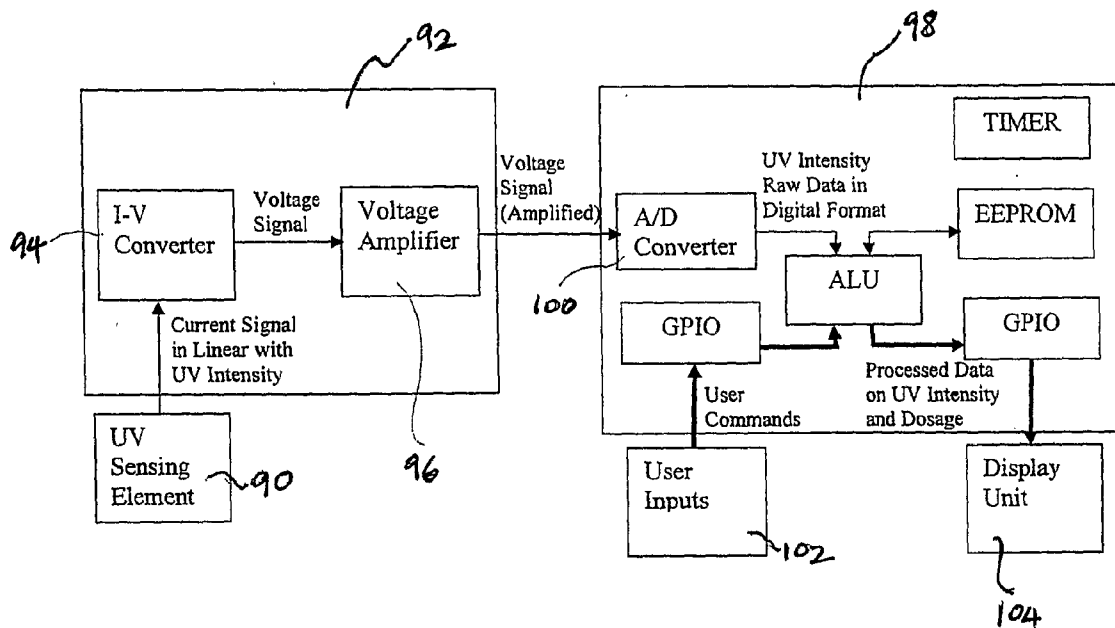 92
98
TIMER
I-V
Converter
94
Voltage
Signal
Voltage
Amplifier
96
Voltage
Signal
(Amplified)
A/D
Converter
100
UV Intensity
Raw Data in
Digital Format
EEPROM
ALU
GPIO
GPIO
Current Signal
in Linear with
UV Intensity
User
Commands
Processed Data
on UV Intensity
and Dosage
UV
Sensing
Element
90
User
Inputs
102
Display
Unit
104